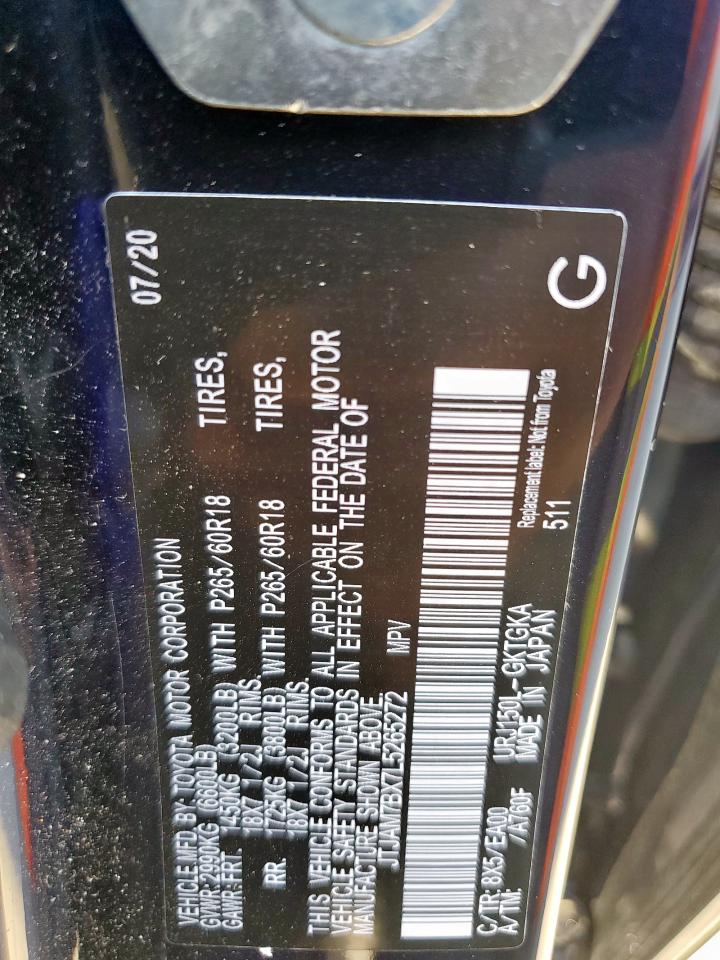 07/20
VEHICLE MFD BY: TOYOTA MOTOR CORPORATION
GVWR: 2990KG (6600LB)
GAWR: FRT 1450KG (3200LB) WITH P265/60R18 TIRES,
18X7 1/2J RIMS.
RR. 1725KG (3800LB) WITH P265/60R18 TIRES,
18X7 1/2J RIMS.
THIS VEHICLE CONFORMS TO ALL APPLICABLE FEDERAL MOTOR
VEHICLE SAFETY STANDARDS IN EFFECT ON THE DATE OF
MANUFACTURE SHOWN ABOVE.
JTJAM7BX7L5265272 MPV
Replacement label: Not from Toyota
C/TR: 8X5/EA00 URJ150L-GKTGKA 511
A/TM: /A760F MADE IN JAPAN
G